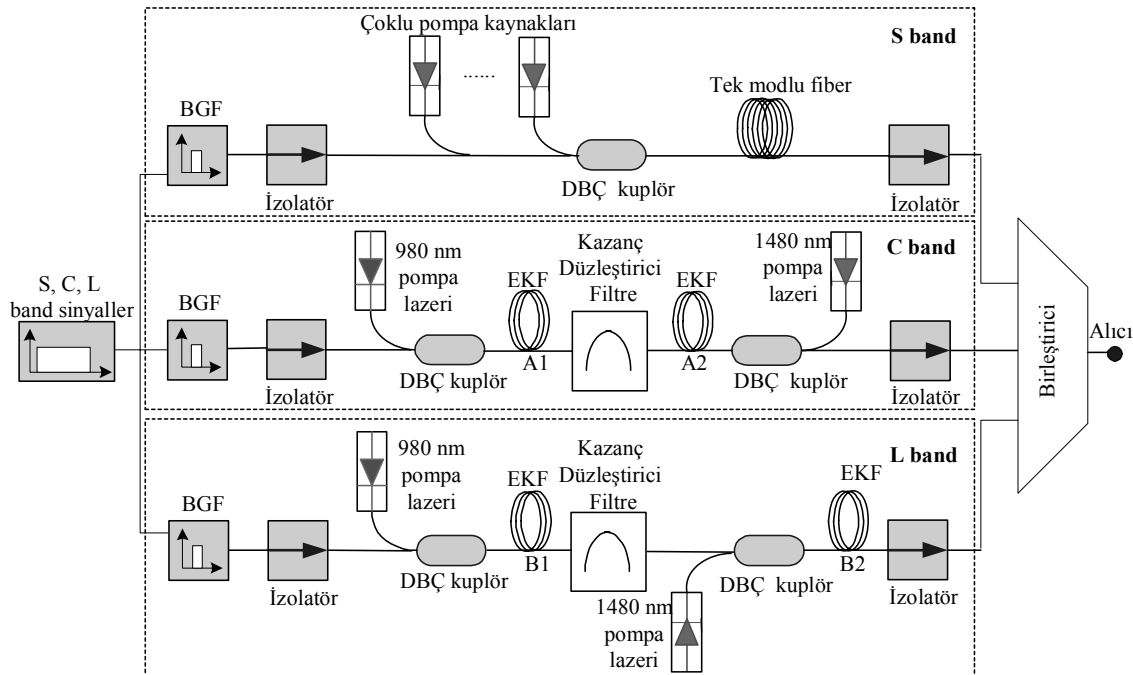 Çoklu pompa kaynakları
S band
......
BGF
Tek modlu fiber
DBÇ kuplör
İzolatör
İzolatör
S, C, L
band sinyaller
C band
BGF
980 nm
pompa
lazeri
EKF
Kazanç
Düzleştirici
Filtre
EKF
1480 nm
pompa
lazeri
A1
A2
DBÇ kuplör
DBÇ kuplör
İzolatör
İzolatör
Birleştirici
Alıcı
L band
BGF
980 nm
pompa
lazeri
EKF
Kazanç
Düzleştirici
Filtre
EKF
B1
B2
DBÇ kuplör
DBÇ kuplör
İzolatör
İzolatör
1480 nm
pompa
lazeri